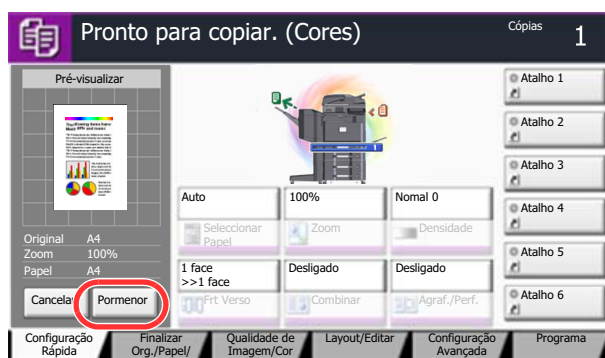 Pronto para copiar. (Cores)
Cópias
1
Pré-visualizar
Original A4
Zoom 100%
Papel A4
Cancelar
Pormenor
1
Auto
Seleccionar
Papel
100%
Zoom
Nomal 0
Densidade
1 face
>>1 face
Frt Verso
Desligado
Combinar
Desligado
Agraf./Perf.
Atalho 1
Atalho 2
Atalho 3
Atalho 4
Atalho 5
Atalho 6
Configuração
Rápida
Finalizar
Org./Papel/
Qualidade de
Imagem/Cor
Layout/Editar
Configuração
Avançada
Programa